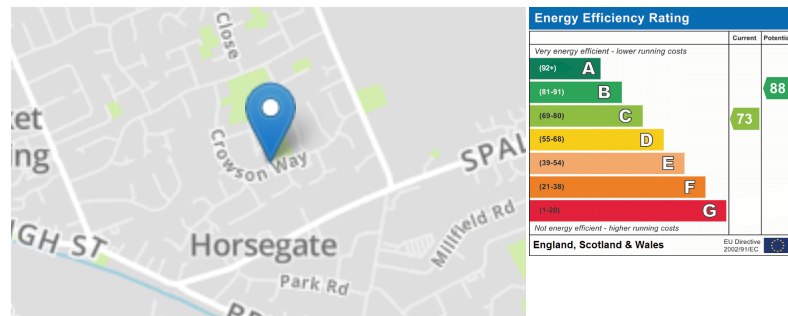 Close
ket
ing
Crowson Way
SPAL
IGH ST
Horsegate
Millfield Rd
Park Rd
Energy Efficiency Rating
Current Potentia
Very energy efficient - lower running costs
(92+) A
(81-91) B
88
(69-80) C
73
(55-68) D
(39-54) E
(21-38) F
(1-20) G
Not energy efficient - higher running costs
England, Scotland & Wales
EU Directive
2002/91/EC